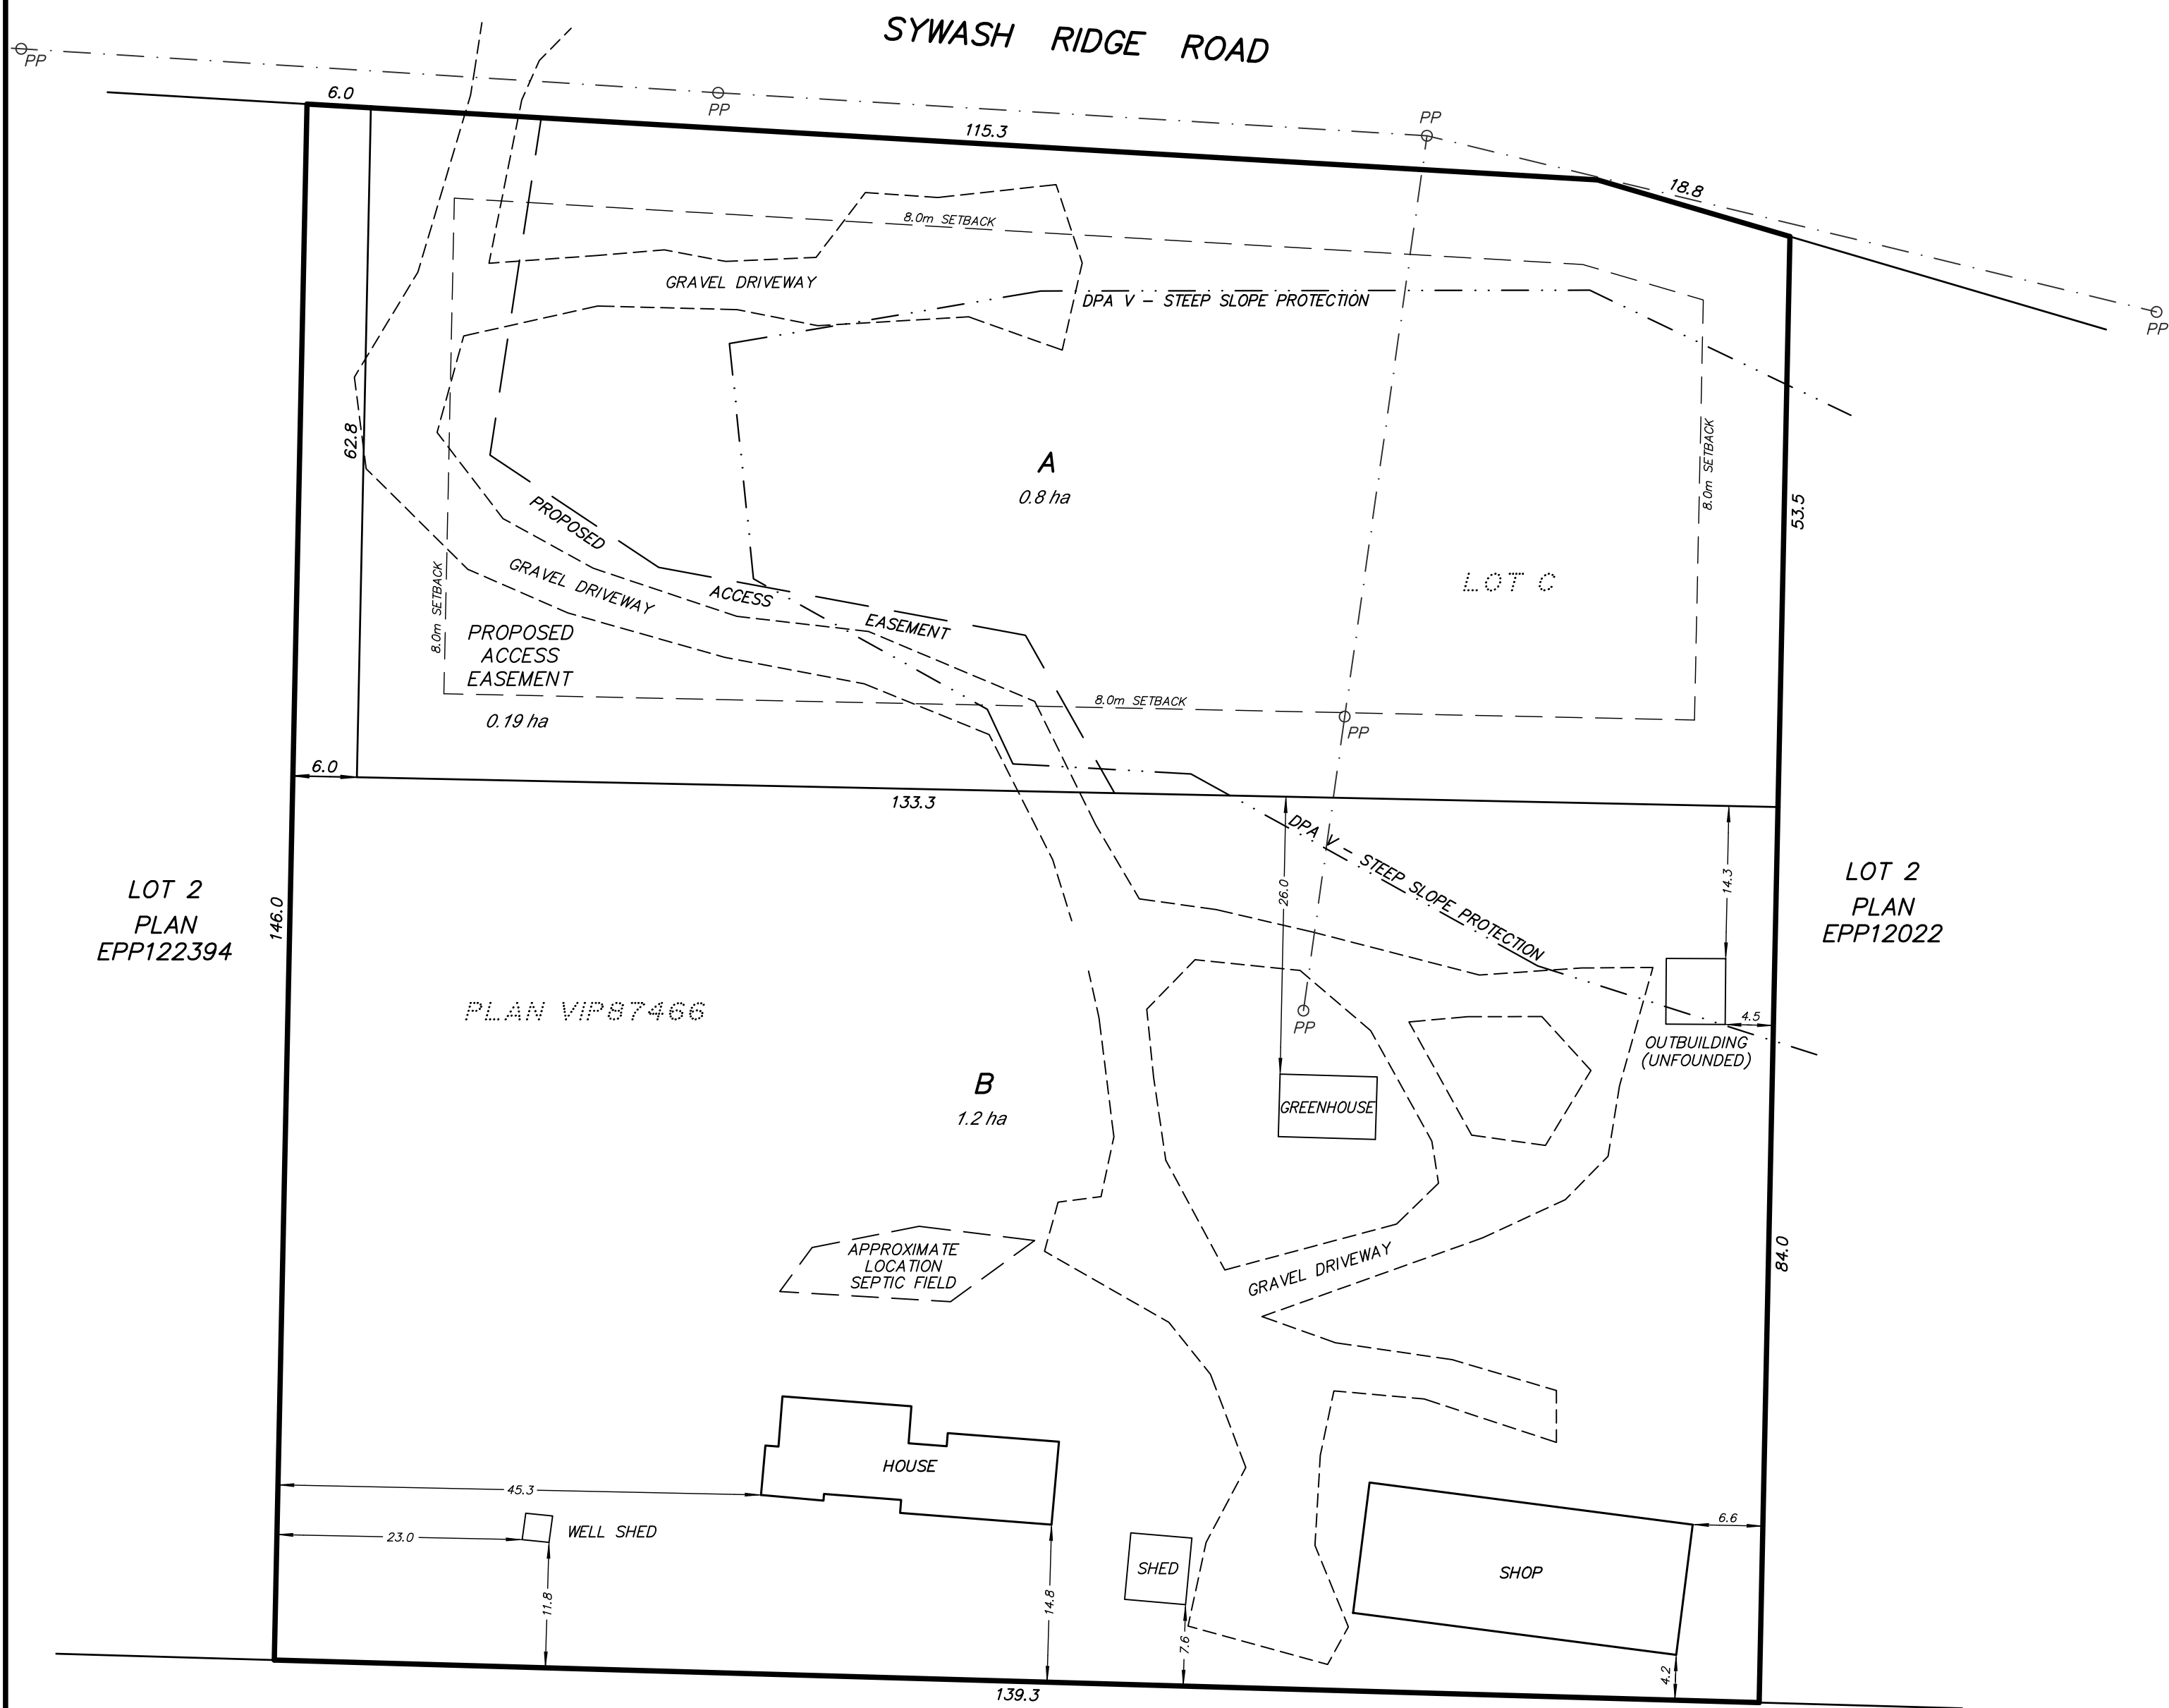 SYWASH RIDGE ROAD
PP
PP
PP
PP
6.0
115.3
18.8
8.0m SETBACK
GRAVEL DRIVEWAY
DPA V - STEEP SLOPE PROTECTION
62.8
A
0.8 ha
8.0m SETBACK
53.5
PROPOSED
ACCESS
EASEMENT
GRAVEL DRIVEWAY
LOT C
8.0m SETBACK
PROPOSED
ACCESS
EASEMENT
0.19 ha
8.0m SETBACK
PP
6.0
133.3
DPA V - STEEP SLOPE PROTECTION
26.0
14.3
LOT 2
PLAN
EPP122394
146.0
LOT 2
PLAN
EPP12022
PLAN VIP87466
PP
4.5
OUTBUILDING
(UNFOUNDED)
B
1.2 ha
GREENHOUSE
APPROXIMATE
LOCATION
SEPTIC FIELD
GRAVEL DRIVEWAY
84.0
HOUSE
45.3
23.0
WELL SHED
11.8
14.8
SHED
7.6
SHOP
6.6
4.2
139.3